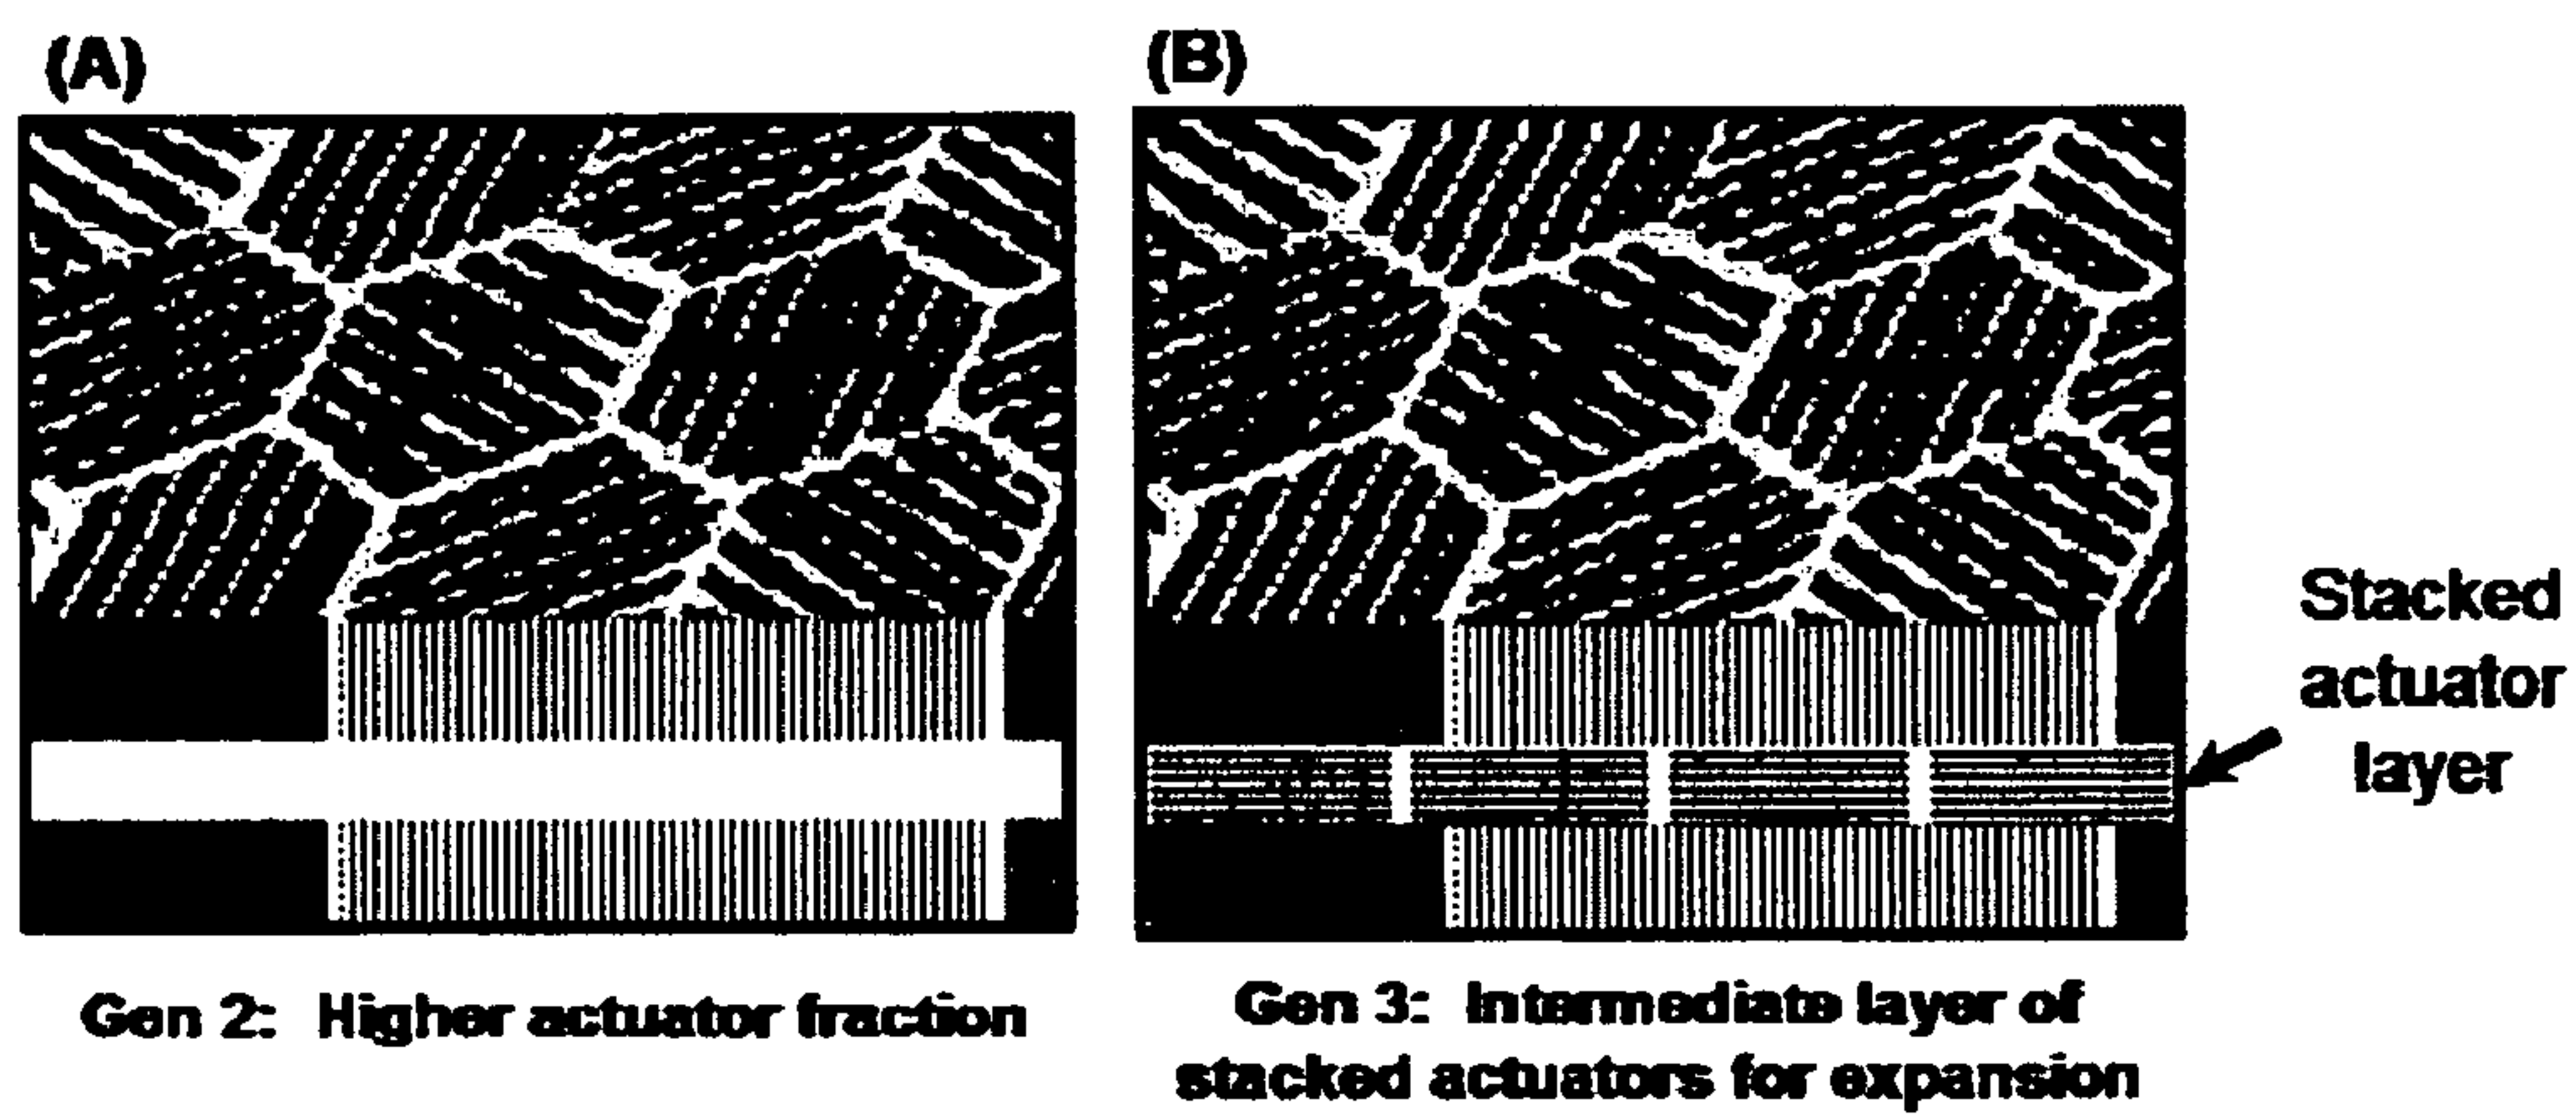 (A)
(B)
Stacked
actuator
layer
Gen 2: Higher actuator fraction
Gen 3: Intermediate layer of
stacked actuators for expansion